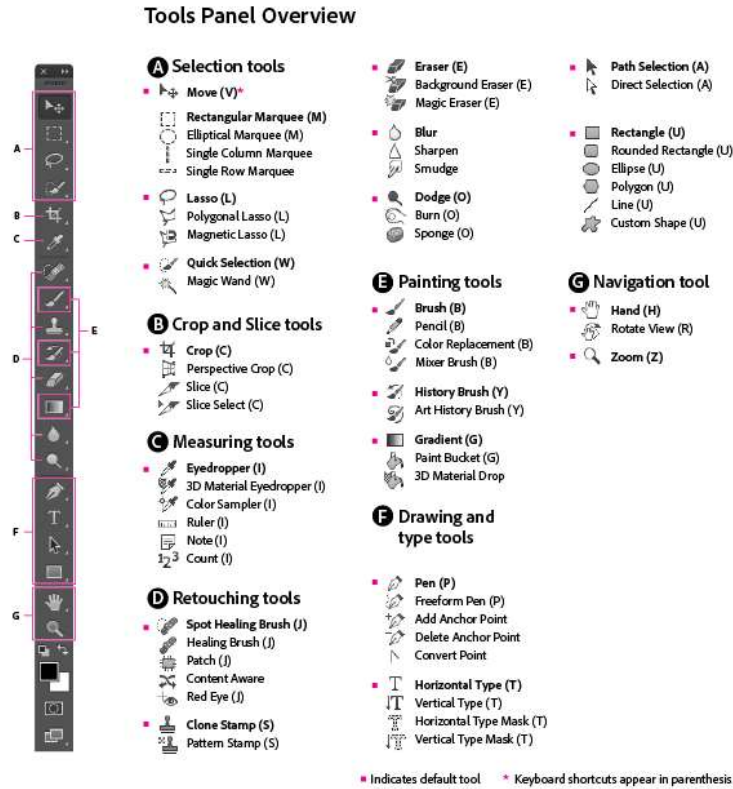 Tools Panel Overview
A Selection tools
Move (V)*
Rectangular Marquee (M)
Elliptical Marquee (M)
Single Column Marquee
Single Row Marquee
Lasso (L)
Polygonal Lasso (L)
Magnetic Lasso (L)
Quick Selection (W)
Magic Wand (W)
B Crop and Slice tools
Crop (C)
Perspective Crop (C)
Slice (C)
Slice Select (C)
C Measuring tools
Eyedropper (I)
3D Material Eyedropper (I)
Color Sampler (I)
Ruler (I)
Note (I)
Count (I)
D Retouching tools
Spot Healing Brush (J)
Healing Brush (J)
Patch (J)
Content Aware
Red Eye (J)
Clone Stamp (S)
Pattern Stamp (S)
Eraser (E)
Background Eraser (E)
Magic Eraser (E)
Blur
Sharpen
Smudge
Dodge (O)
Burn (O)
Sponge (O)
E Painting tools
Brush (B)
Pencil (B)
Color Replacement (B)
Mixer Brush (B)
History Brush (Y)
Art History Brush (Y)
Gradient (G)
Paint Bucket (G)
3D Material Drop
F Drawing and
type tools
Pen (P)
Freeform Pen (P)
Add Anchor Point
Delete Anchor Point
Convert Point
Horizontal Type (T)
Vertical Type (T)
Horizontal Type Mask (T)
Vertical Type Mask (T)
Path Selection (A)
Direct Selection (A)
Rectangle (U)
Rounded Rectangle (U)
Ellipse (U)
Polygon (U)
Line (U)
Custom Shape (U)
G Navigation tool
Hand (H)
Rotate View (R)
Zoom (Z)
A
B
C
D
E
F
G
Indicates default tool
* Keyboard shortcuts appear in parenthesis